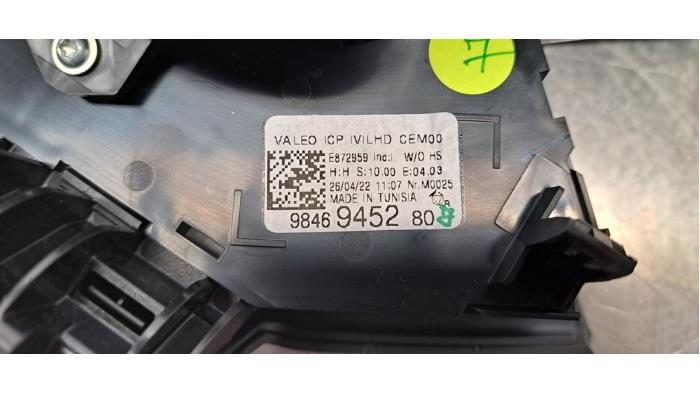 7
VALEO ICP IVILHD CEM00
E872959 Ind:I W/O HS
H:H S:10.00 E:04.03
26/04/22 11:07 Nr.M0025
MADE IN TUNISIA
9846 9452 80